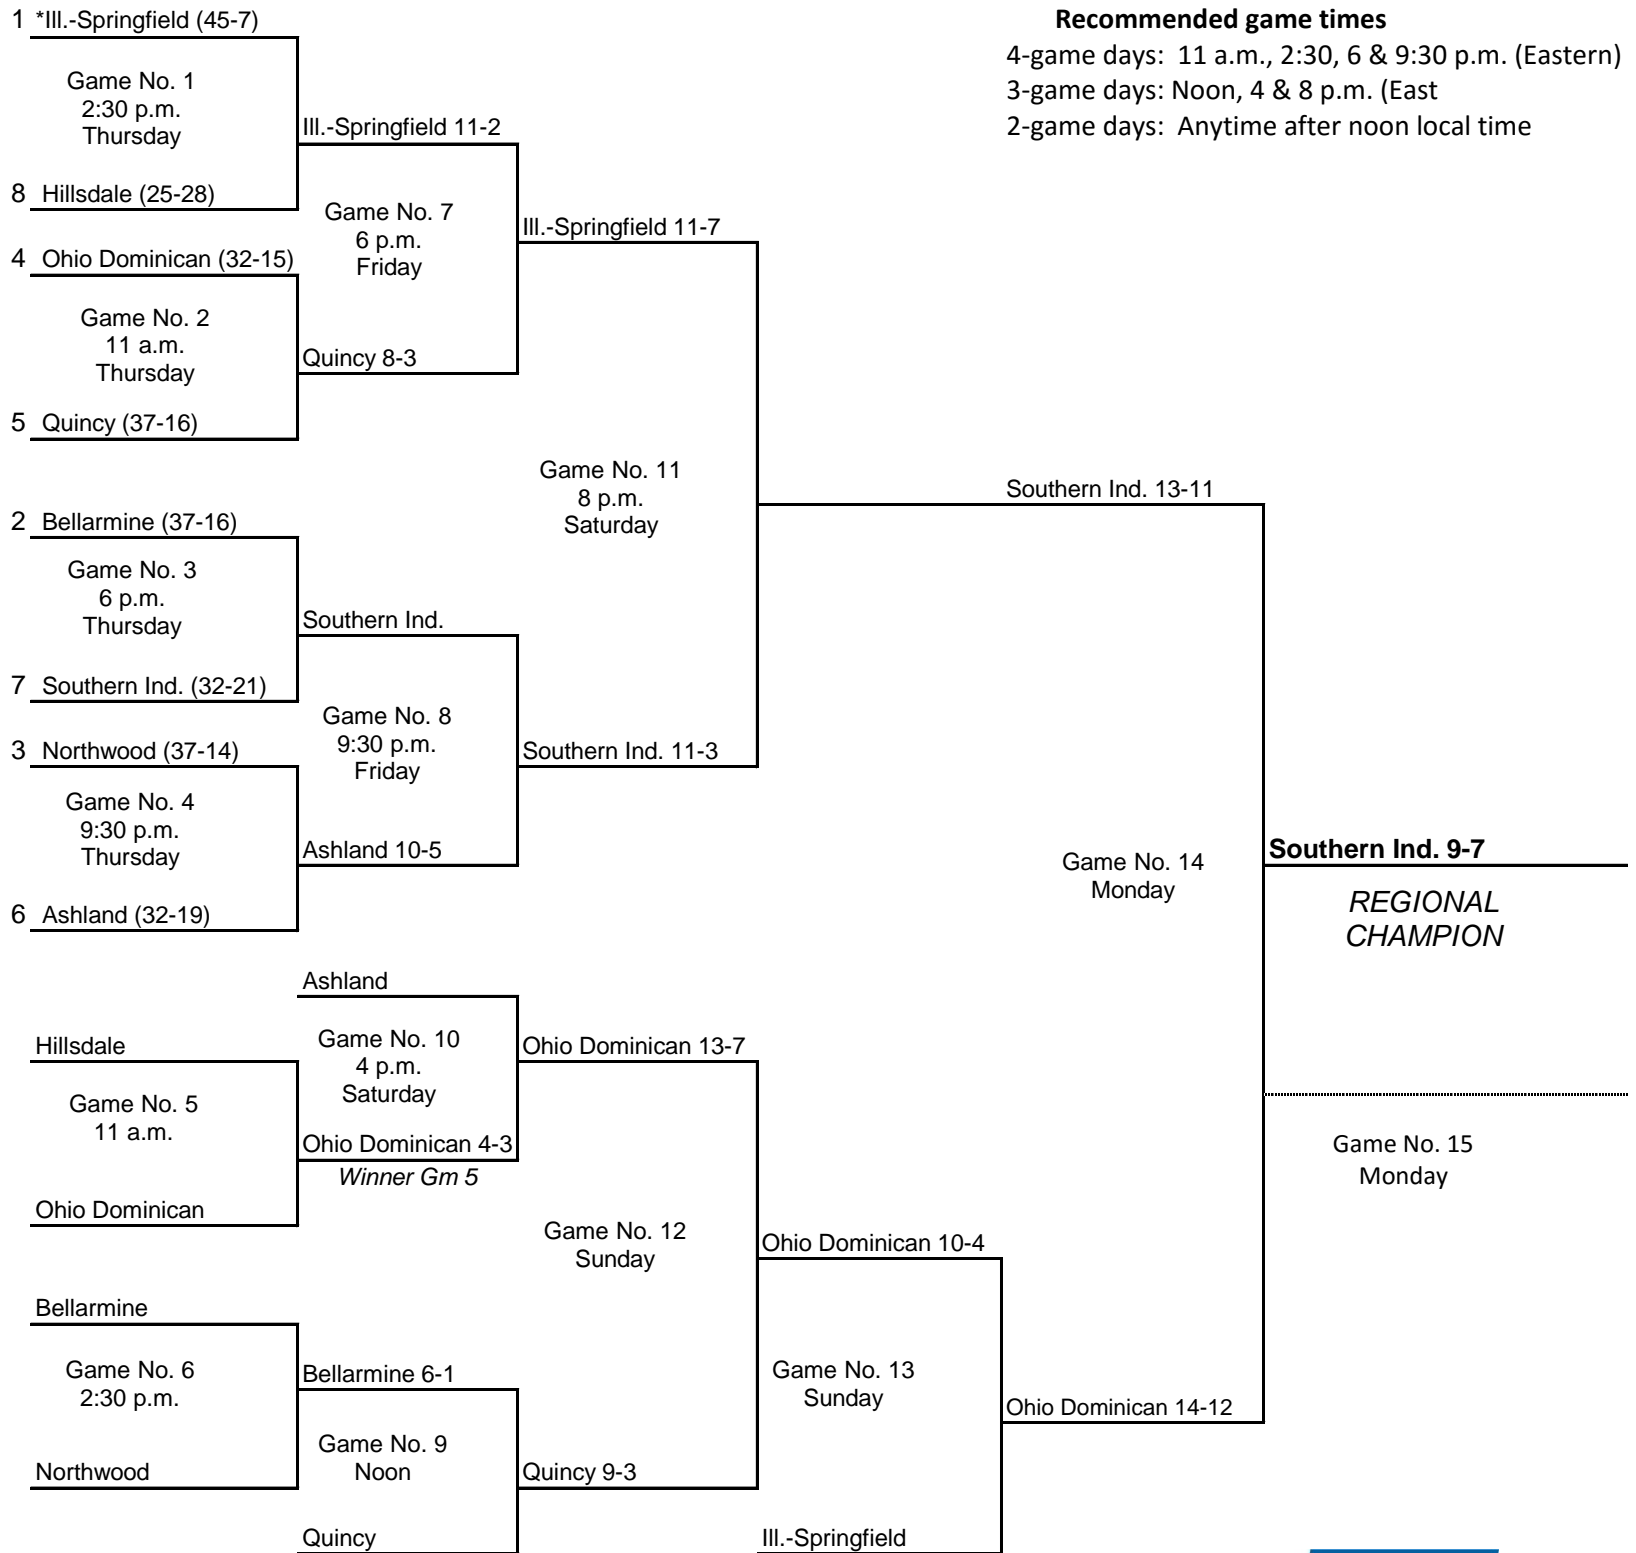 1 *Ill.-Springfield (45-7)
Recommended game times
4-game days: 11 a.m., 2:30, 6 & 9:30 p.m. (Eastern)
3-game days: Noon, 4 & 8 p.m. (East
2-game days: Anytime after noon local time
Game No. 1
2:30 p.m.
Thursday
Ill.-Springfield 11-2
8 Hillsdale (25-28)
Game No. 7
6 p.m.
Friday
Ill.-Springfield 11-7
4 Ohio Dominican (32-15)
Game No. 2
11 a.m.
Thursday
Quincy 8-3
5 Quincy (37-16)
Game No. 11
8 p.m.
Saturday
Southern Ind. 13-11
2 Bellarmine (37-16)
Game No. 3
6 p.m.
Thursday
Southern Ind.
7 Southern Ind. (32-21)
Game No. 8
9:30 p.m.
Friday
Southern Ind. 11-3
3 Northwood (37-14)
Game No. 4
9:30 p.m.
Thursday
Ashland 10-5
6 Ashland (32-19)
Game No. 14
Monday
Southern Ind. 9-7
REGIONAL
CHAMPION
Ashland
Hillsdale
Game No. 10
4 p.m.
Saturday
Ohio Dominican 13-7
Game No. 5
11 a.m.
Ohio Dominican 4-3
Winner Gm 5
Ohio Dominican
Game No. 15
Monday
Game No. 12
Sunday
Ohio Dominican 10-4
Bellarmine
Game No. 6
2:30 p.m.
Bellarmine 6-1
Game No. 13
Sunday
Ohio Dominican 14-12
Northwood
Game No. 9
Noon
Quincy 9-3
Quincy
Ill.-Springfield